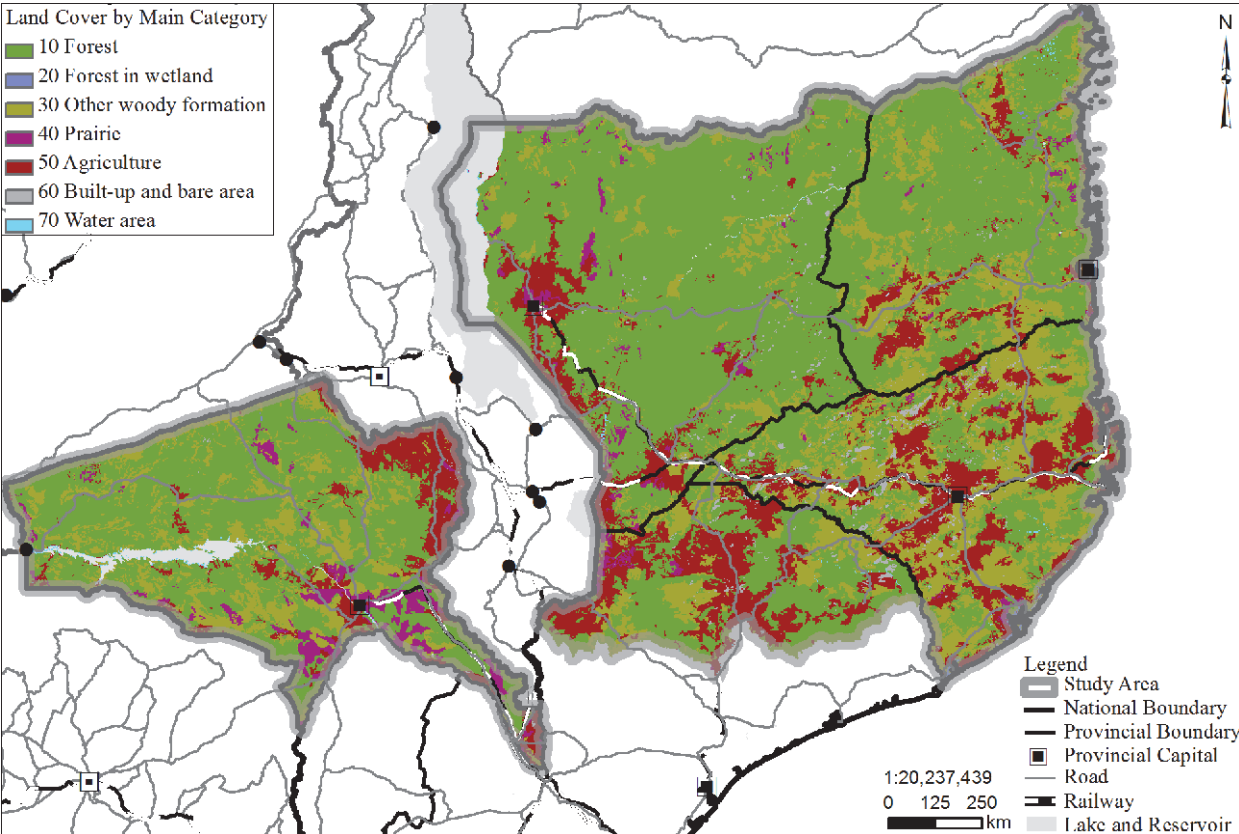 Land Cover by Main Category
10 Forest
20 Forest in wetland
30 Other woody formation
40 Prairie
50 Agriculture
60 Built-up and bare area
70 Water area
N
Legend
Study Area
National Boundary
Provincial Boundary
Provincial Capital
Road
Railway
Lake and Reservoir
1:20,237,439
0 125 250
km